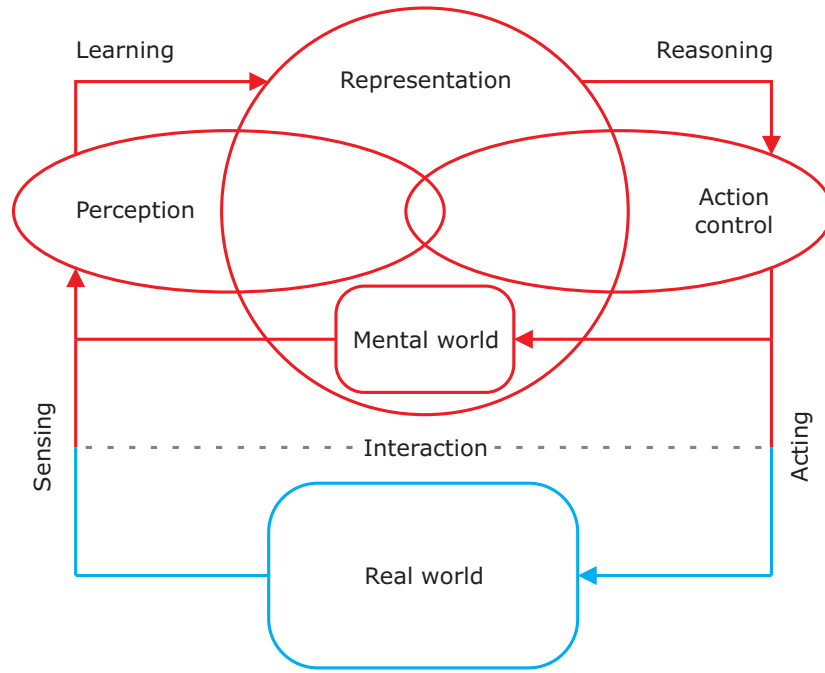 Learning
Reasoning
Representation
Perception
Action
control
Mental world
Sensing
Interaction
Acting
Real world